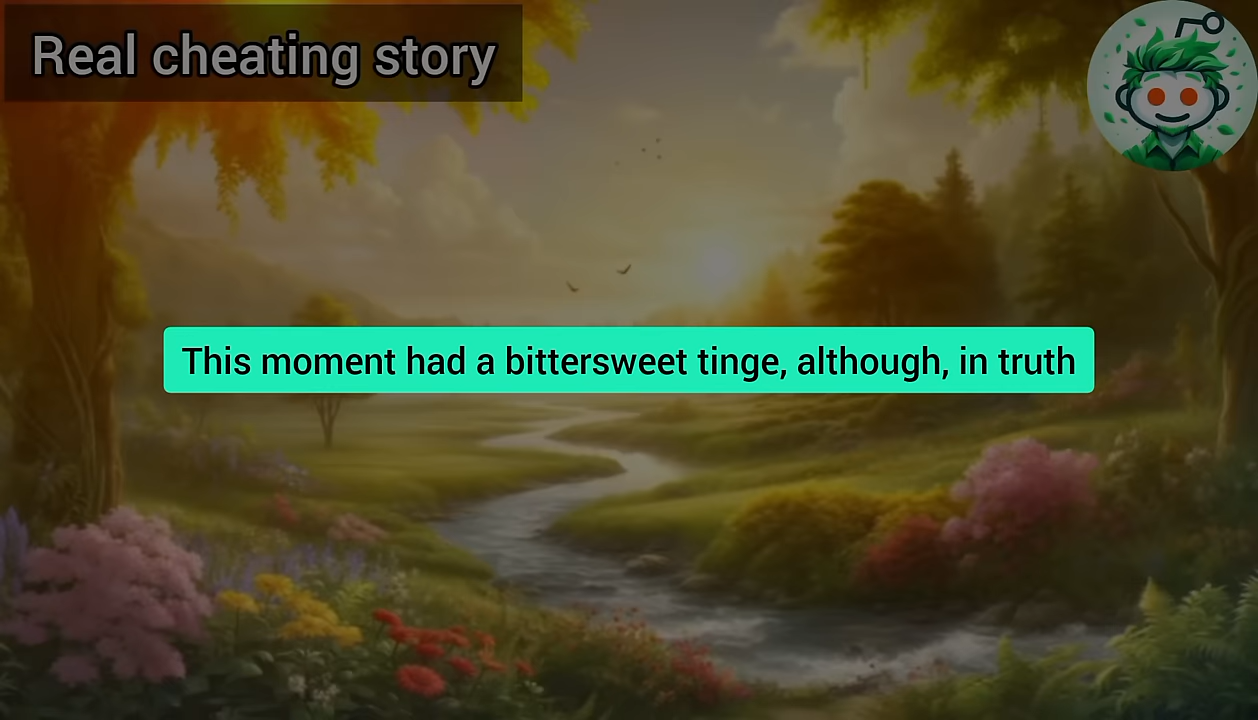 Real cheating story
This moment had a bittersweet tinge, although, in truth